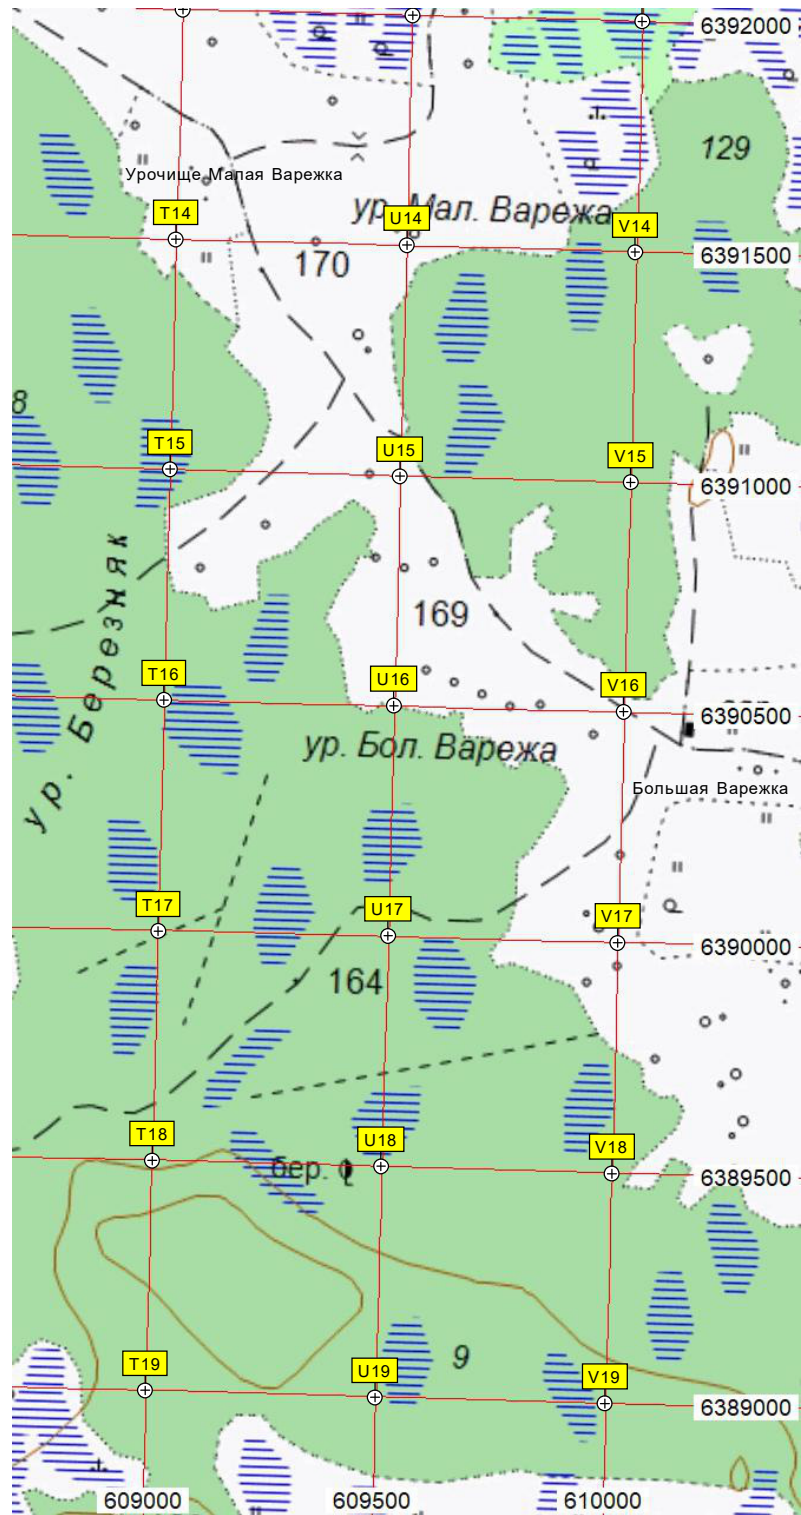 6392000
129
Урочище Малая Варежка
ур. Мал. Варежа
T14
U14
V14
170
6391500
8
T15
U15
V15
6391000
ур. Березняк
169
T16
U16
V16
6390500
ур. Бол. Варежа
Большая Варежка
T17
U17
V17
6390000
164
T18
U18
V18
бер.
6389500
9
T19
U19
V19
6389000
609000
609500
610000